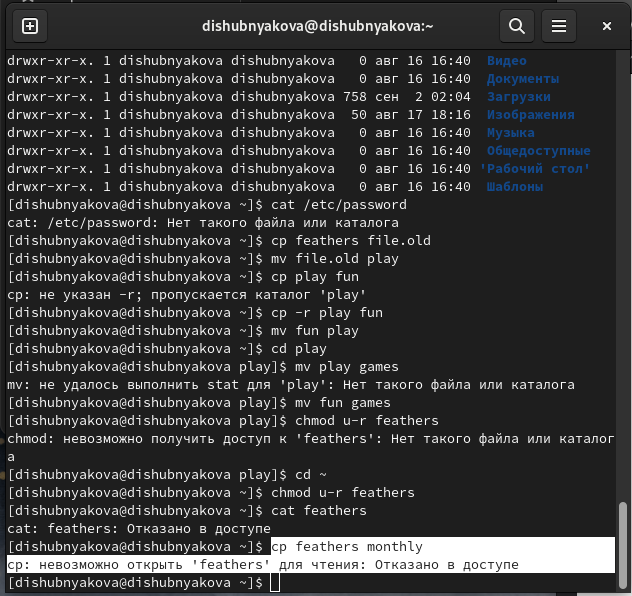 dishubnyakova@dishubnyakova:~
drwxr-xr-x. 1 dishubnyakova dishubnyakova   0 авг 16 16:40  Видео
drwxr-xr-x. 1 dishubnyakova dishubnyakova   0 авг 16 16:40  Документы
drwxr-xr-x. 1 dishubnyakova dishubnyakova 758 сен  2 02:04  Загрузки
drwxr-xr-x. 1 dishubnyakova dishubnyakova  50 авг 17 18:16  Изображения
drwxr-xr-x. 1 dishubnyakova dishubnyakova   0 авг 16 16:40  Музыка
drwxr-xr-x. 1 dishubnyakova dishubnyakova   0 авг 16 16:40  Общедоступные
drwxr-xr-x. 1 dishubnyakova dishubnyakova   0 авг 16 16:40 'Рабочий стол'
drwxr-xr-x. 1 dishubnyakova dishubnyakova   0 авг 16 16:40  Шаблоны
[dishubnyakova@dishubnyakova ~]$ cat /etc/password
cat: /etc/password: Нет такого файла или каталога
[dishubnyakova@dishubnyakova ~]$ cp feathers file.old
[dishubnyakova@dishubnyakova ~]$ mv file.old play
[dishubnyakova@dishubnyakova ~]$ cp play fun
cp: не указан -r; пропускается каталог 'play'
[dishubnyakova@dishubnyakova ~]$ cp -r play fun
[dishubnyakova@dishubnyakova ~]$ mv fun play
[dishubnyakova@dishubnyakova ~]$ cd play
[dishubnyakova@dishubnyakova play]$ mv play games
mv: не удалось выполнить stat для 'play': Нет такого файла или каталога
[dishubnyakova@dishubnyakova play]$ mv fun games
[dishubnyakova@dishubnyakova play]$ chmod u-r feathers
chmod: невозможно получить доступ к 'feathers': Нет такого файла или каталог
а
[dishubnyakova@dishubnyakova play]$ cd ~
[dishubnyakova@dishubnyakova ~]$ chmod u-r feathers
[dishubnyakova@dishubnyakova ~]$ cat feathers
cat: feathers: Отказано в доступе
[dishubnyakova@dishubnyakova ~]$ cp feathers monthly
cp: невозможно открыть 'feathers' для чтения: Отказано в доступе
[dishubnyakova@dishubnyakova ~]$